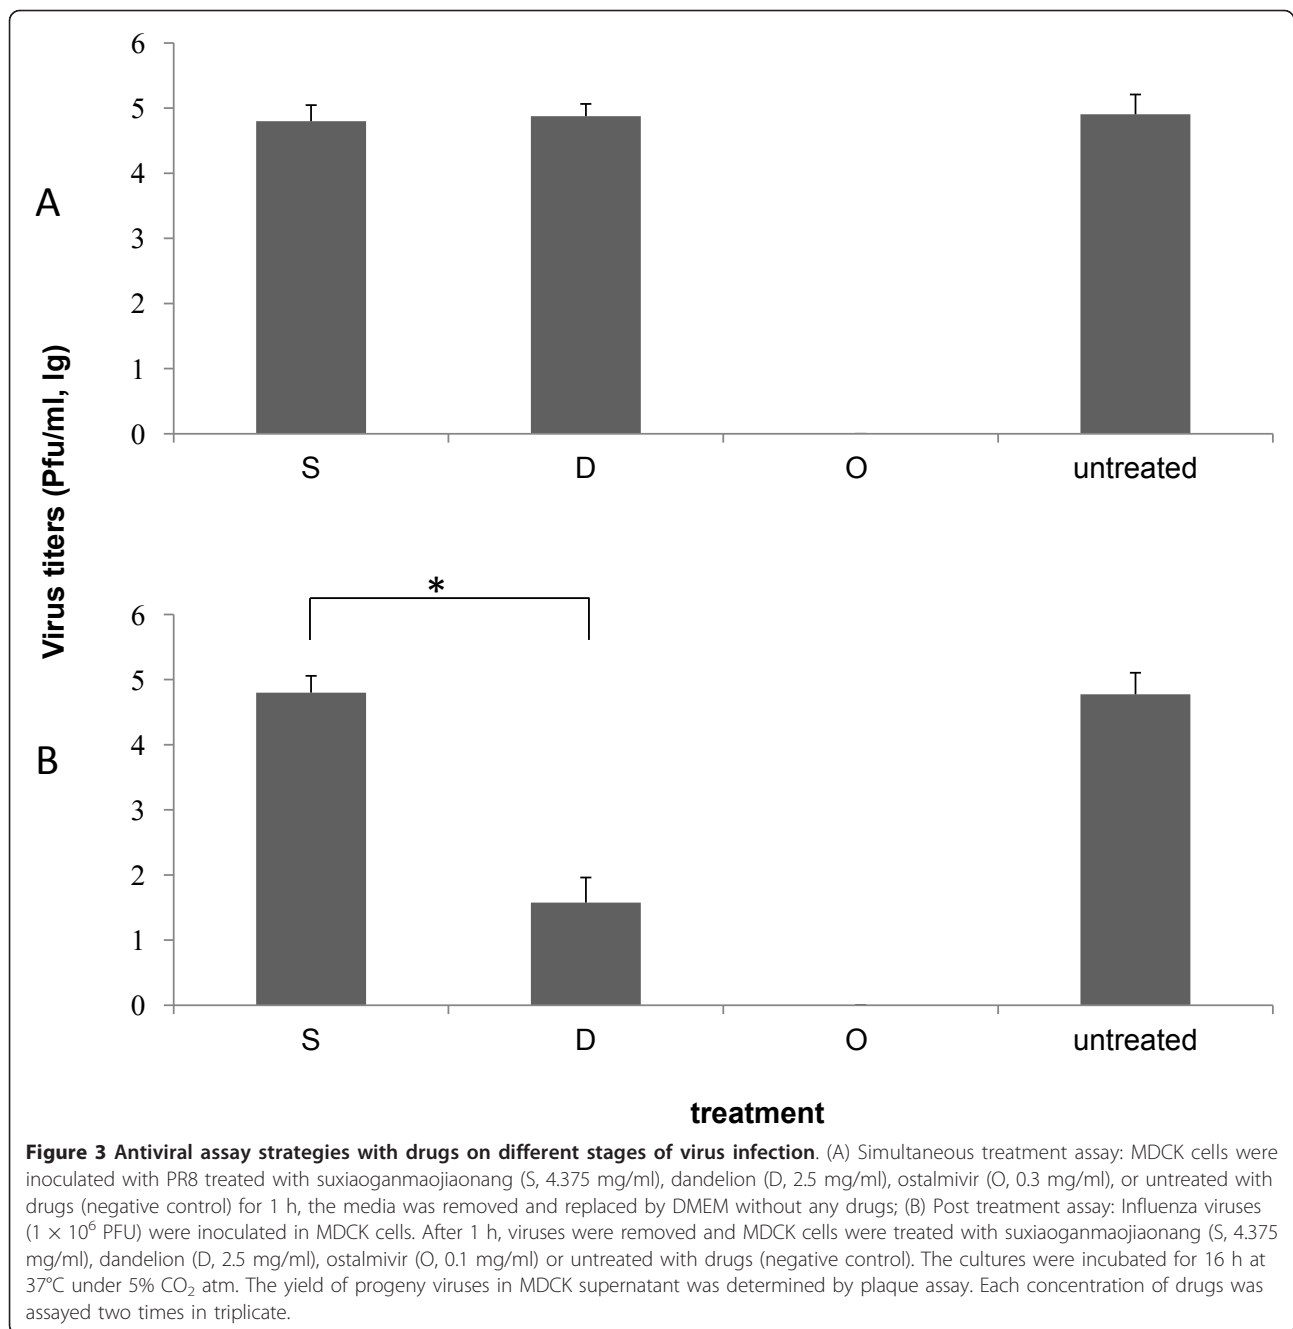 6
5
4
3
2
1
0
A
S D O untreated
Virus titers (Pfu/ml, lg)
*
6
5
4
3
2
1
0
B
S D O untreated
treatment
Figure 3 Antiviral assay strategies with drugs on different stages of virus infection. (A) Simultaneous treatment assay: MDCK cells were
inoculated with PR8 treated with suxiaoganmaojiaonang (S, 4.375 mg/ml), dandelion (D, 2.5 mg/ml), ostalmivir (O, 0.3 mg/ml), or untreated with
drugs (negative control) for 1 h, the media was removed and replaced by DMEM without any drugs; (B) Post treatment assay: Influenza viruses
(1 × 10⁶ PFU) were inoculated in MDCK cells. After 1 h, viruses were removed and MDCK cells were treated with suxiaoganmaojiaonang (S, 4.375
mg/ml), dandelion (D, 2.5 mg/ml), ostalmivir (O, 0.1 mg/ml) or untreated with drugs (negative control). The cultures were incubated for 16 h at
37°C under 5% CO₂ atm. The yield of progeny viruses in MDCK supernatant was determined by plaque assay. Each concentration of drugs was
assayed two times in triplicate.